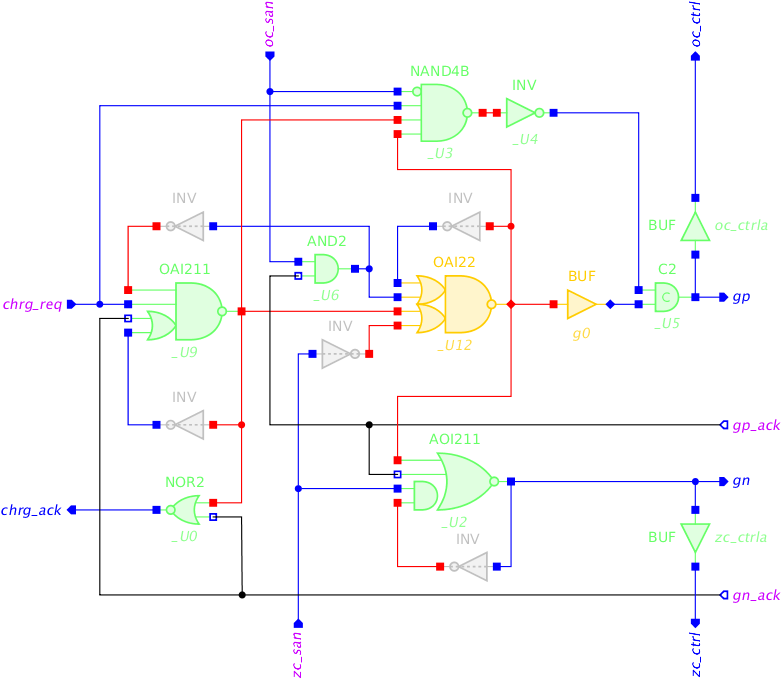 oc_san
oc_ctrl
NAND4B
INV
_U3
_U4
INV
INV
AND2
BUF
oc_ctrla
OAI211
OAI22
BUF
C2
chrg_req
_U6
C
gp
INV
_U9
_U12
g0
_U5
INV
gp_ack
AOI211
NOR2
gn
chrg_ack
_U2
_U0
INV
BUF
zc_ctrla
gn_ack
zc_san
zc_ctrl